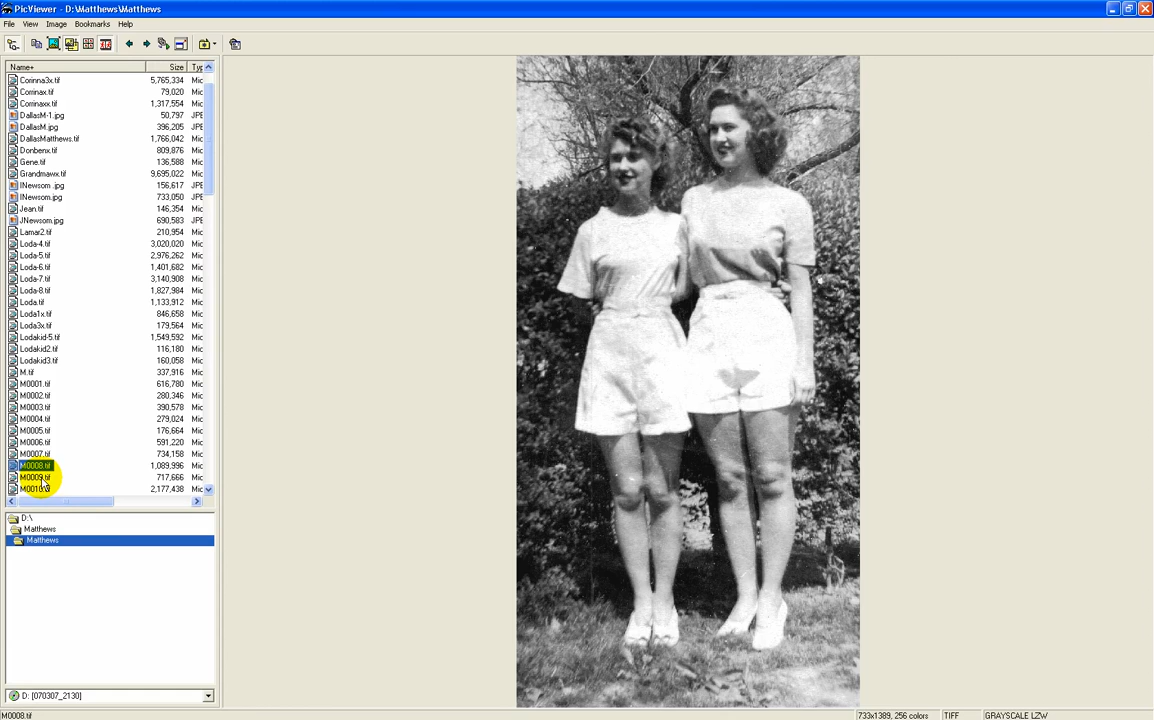 PicViewer - D:\Matthews\Matthews
File View Image Bookmarks Help
Name+ Size Typ
Corinna3x.tif 5,765,334 Mic
Corrinax.tif 79,020 Mic
Corrinaxx.tif 1,317,554 Mic
DallasM-1.jpg 50,797 JPE
DallasM.jpg 396,205 JPE
DallasMatthews.tif 1,766,042 Mic
Donbenx.tif 809,876 Mic
Gene.tif 136,588 Mic
Grandmawx.tif 9,695,022 Mic
INewsom .jpg 156,617 JPE
INewsom.jpg 733,050 JPE
Jean.tif 146,354 Mic
JNewsom.jpg 690,583 JPE
Lamar2.tif 210,954 Mic
Loda-4.tif 3,020,020 Mic
Loda-5.tif 2,976,262 Mic
Loda-6.tif 1,401,682 Mic
Loda-7.tif 3,140,908 Mic
Loda-8.tif 1,827,984 Mic
Loda.tif 1,133,912 Mic
Loda1x.tif 846,658 Mic
Loda3x.tif 179,564 Mic
Lodakid-5.tif 1,549,592 Mic
Lodakid2.tif 116,180 Mic
Lodakid3.tif 160,058 Mic
M.tif 337,916 Mic
M0001.tif 616,780 Mic
M0002.tif 280,346 Mic
M0003.tif 390,578 Mic
M0004.tif 279,024 Mic
M0005.tif 176,664 Mic
M0006.tif 591,220 Mic
M0007.tif 734,158 Mic
M0008.tif 1,089,996 Mic
M0009.tif 717,666 Mic
M0010.tif 2,177,438 Mic
D:\
Matthews
Matthews
D: [070307_2130]
M0008.tif 733x1389, 256 colors TIFF GRAYSCALE LZW